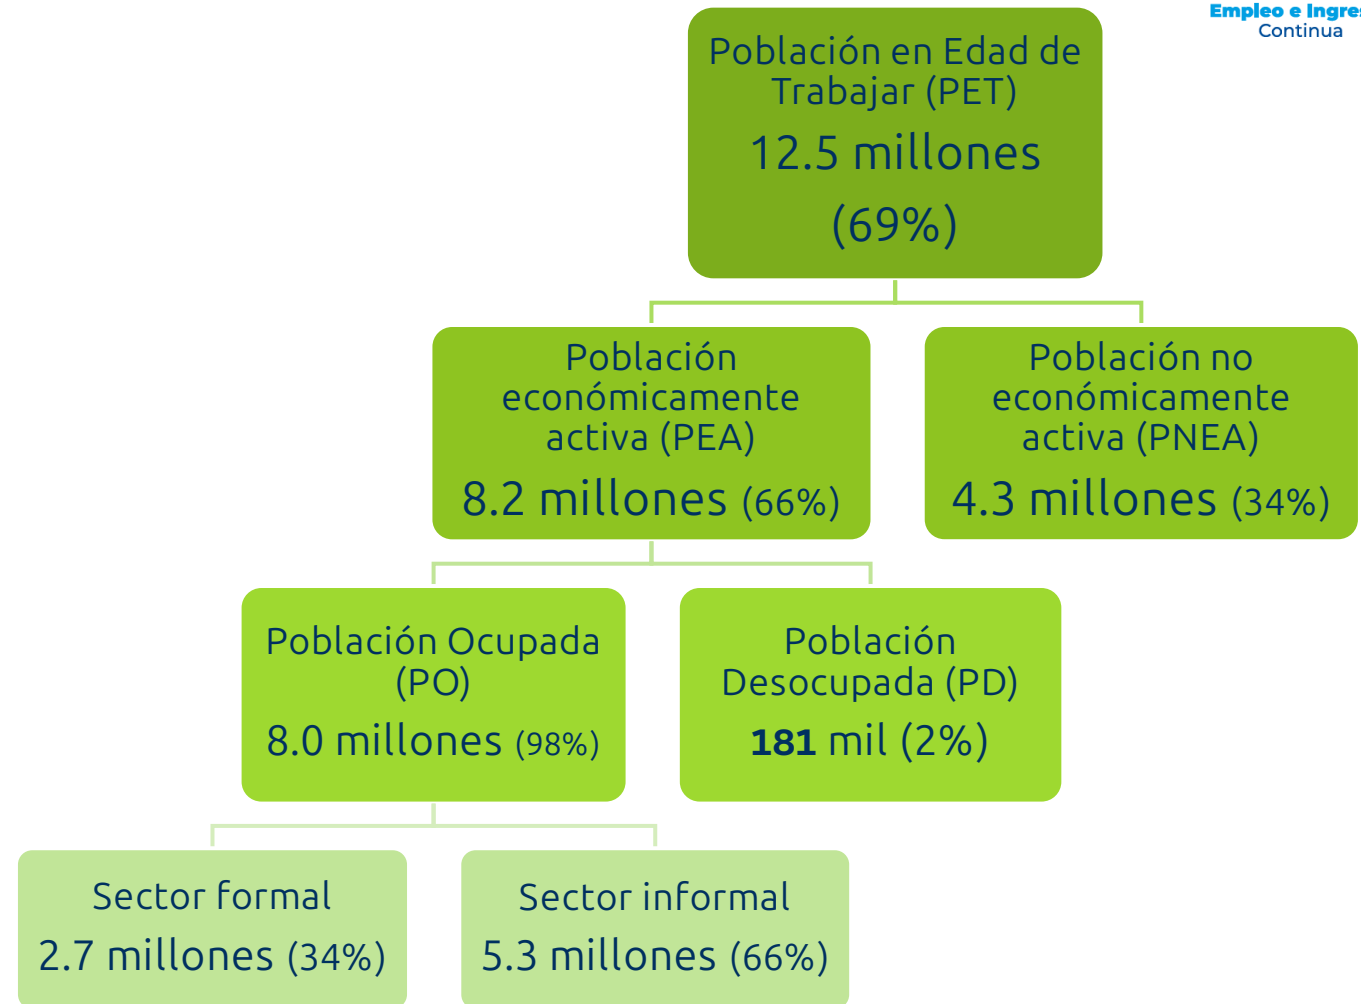 Empleo e
Continua
Población en Edad de
Trabajar (PET)
12.5 millones
(69%)
Población
económicamente
activa (PEA)
8.2 millones (66%)
Población no
económicamente
activa (PNEA)
4.3 millones (34%)
Población Ocupada
(PO)
8.0 millones (98%)
Población
Desocupada (PD)
181 mil (2%)
Sector formal
2.7 millones (34%)
Sector informal
5.3 millones (66%)